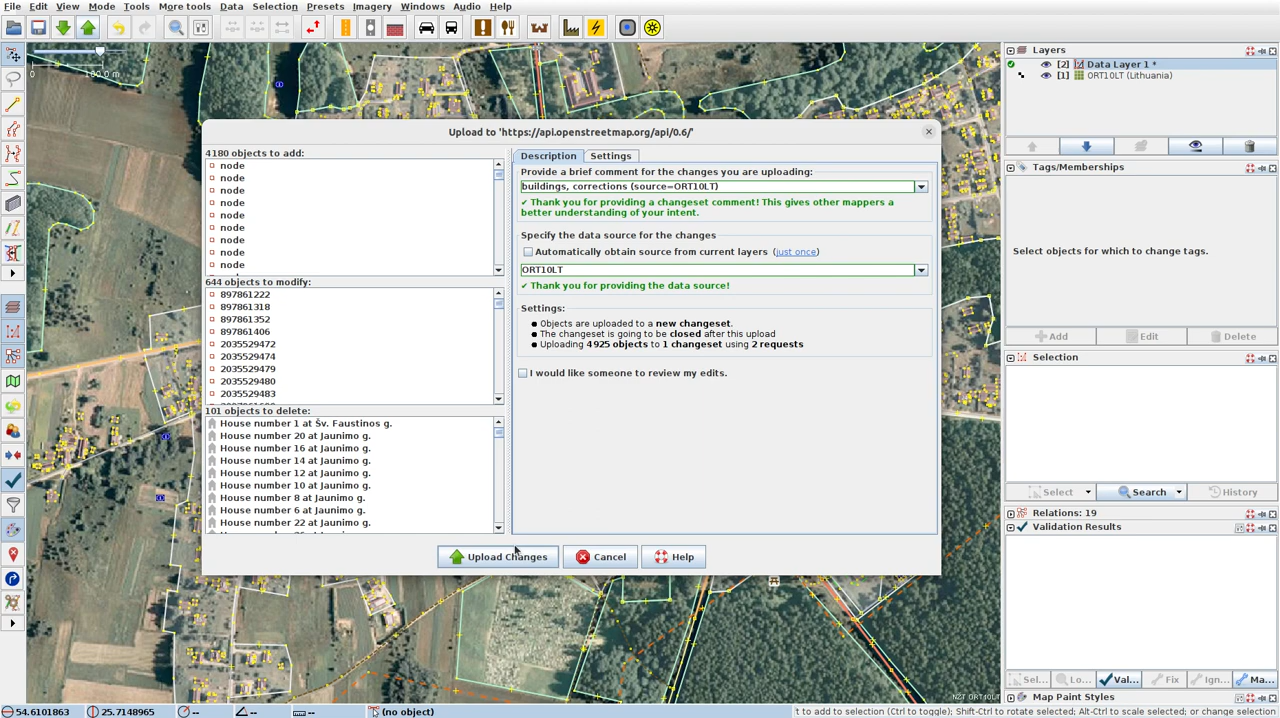 File Edit View Mode Tools More tools Data Selection Presets Imagery Windows Audio Help
0 100.0 m
Upload to 'https://api.openstreetmap.org/api/0.6/'
4180 objects to add:
node
node
node
node
node
node
node
node
node
644 objects to modify:
897861222
897861318
897861352
897861406
2035529472
2035529474
2035529479
2035529480
2035529483
101 objects to delete:
House number 1 at Šv. Faustinos g.
House number 20 at Jaunimo g.
House number 16 at Jaunimo g.
House number 14 at Jaunimo g.
House number 12 at Jaunimo g.
House number 10 at Jaunimo g.
House number 8 at Jaunimo g.
House number 6 at Jaunimo g.
House number 22 at Jaunimo g.
Description Settings
Provide a brief comment for the changes you are uploading:
buildings, corrections (source=ORT10LT)
✔ Thank you for providing a changeset comment! This gives other mappers a
better understanding of your intent.
Specify the data source for the changes
Automatically obtain source from current layers (just once)
ORT10LT
✔ Thank you for providing the data source!
Settings:
● Objects are uploaded to a new changeset.
● The changeset is going to be closed after this upload
● Uploading 4925 objects to 1 changeset using 2 requests
I would like someone to review my edits.
Upload Changes Cancel Help
Layers
[2] Data Layer 1 *
[1] ORT10LT (Lithuania)
Tags/Memberships
Select objects for which to change tags.
Add Edit Delete
Selection
Select Search History
Relations: 19
Validation Results
Sel... Lo... Val... Fix Ign... Ma...
Map Paint Styles
NŽT ORT10LT
54.6101863 25.7148965 -- -- -- (no object) 't to add to selection (Ctrl to toggle); Shift-Ctrl to rotate selected; Alt-Ctrl to scale selected; or change selection